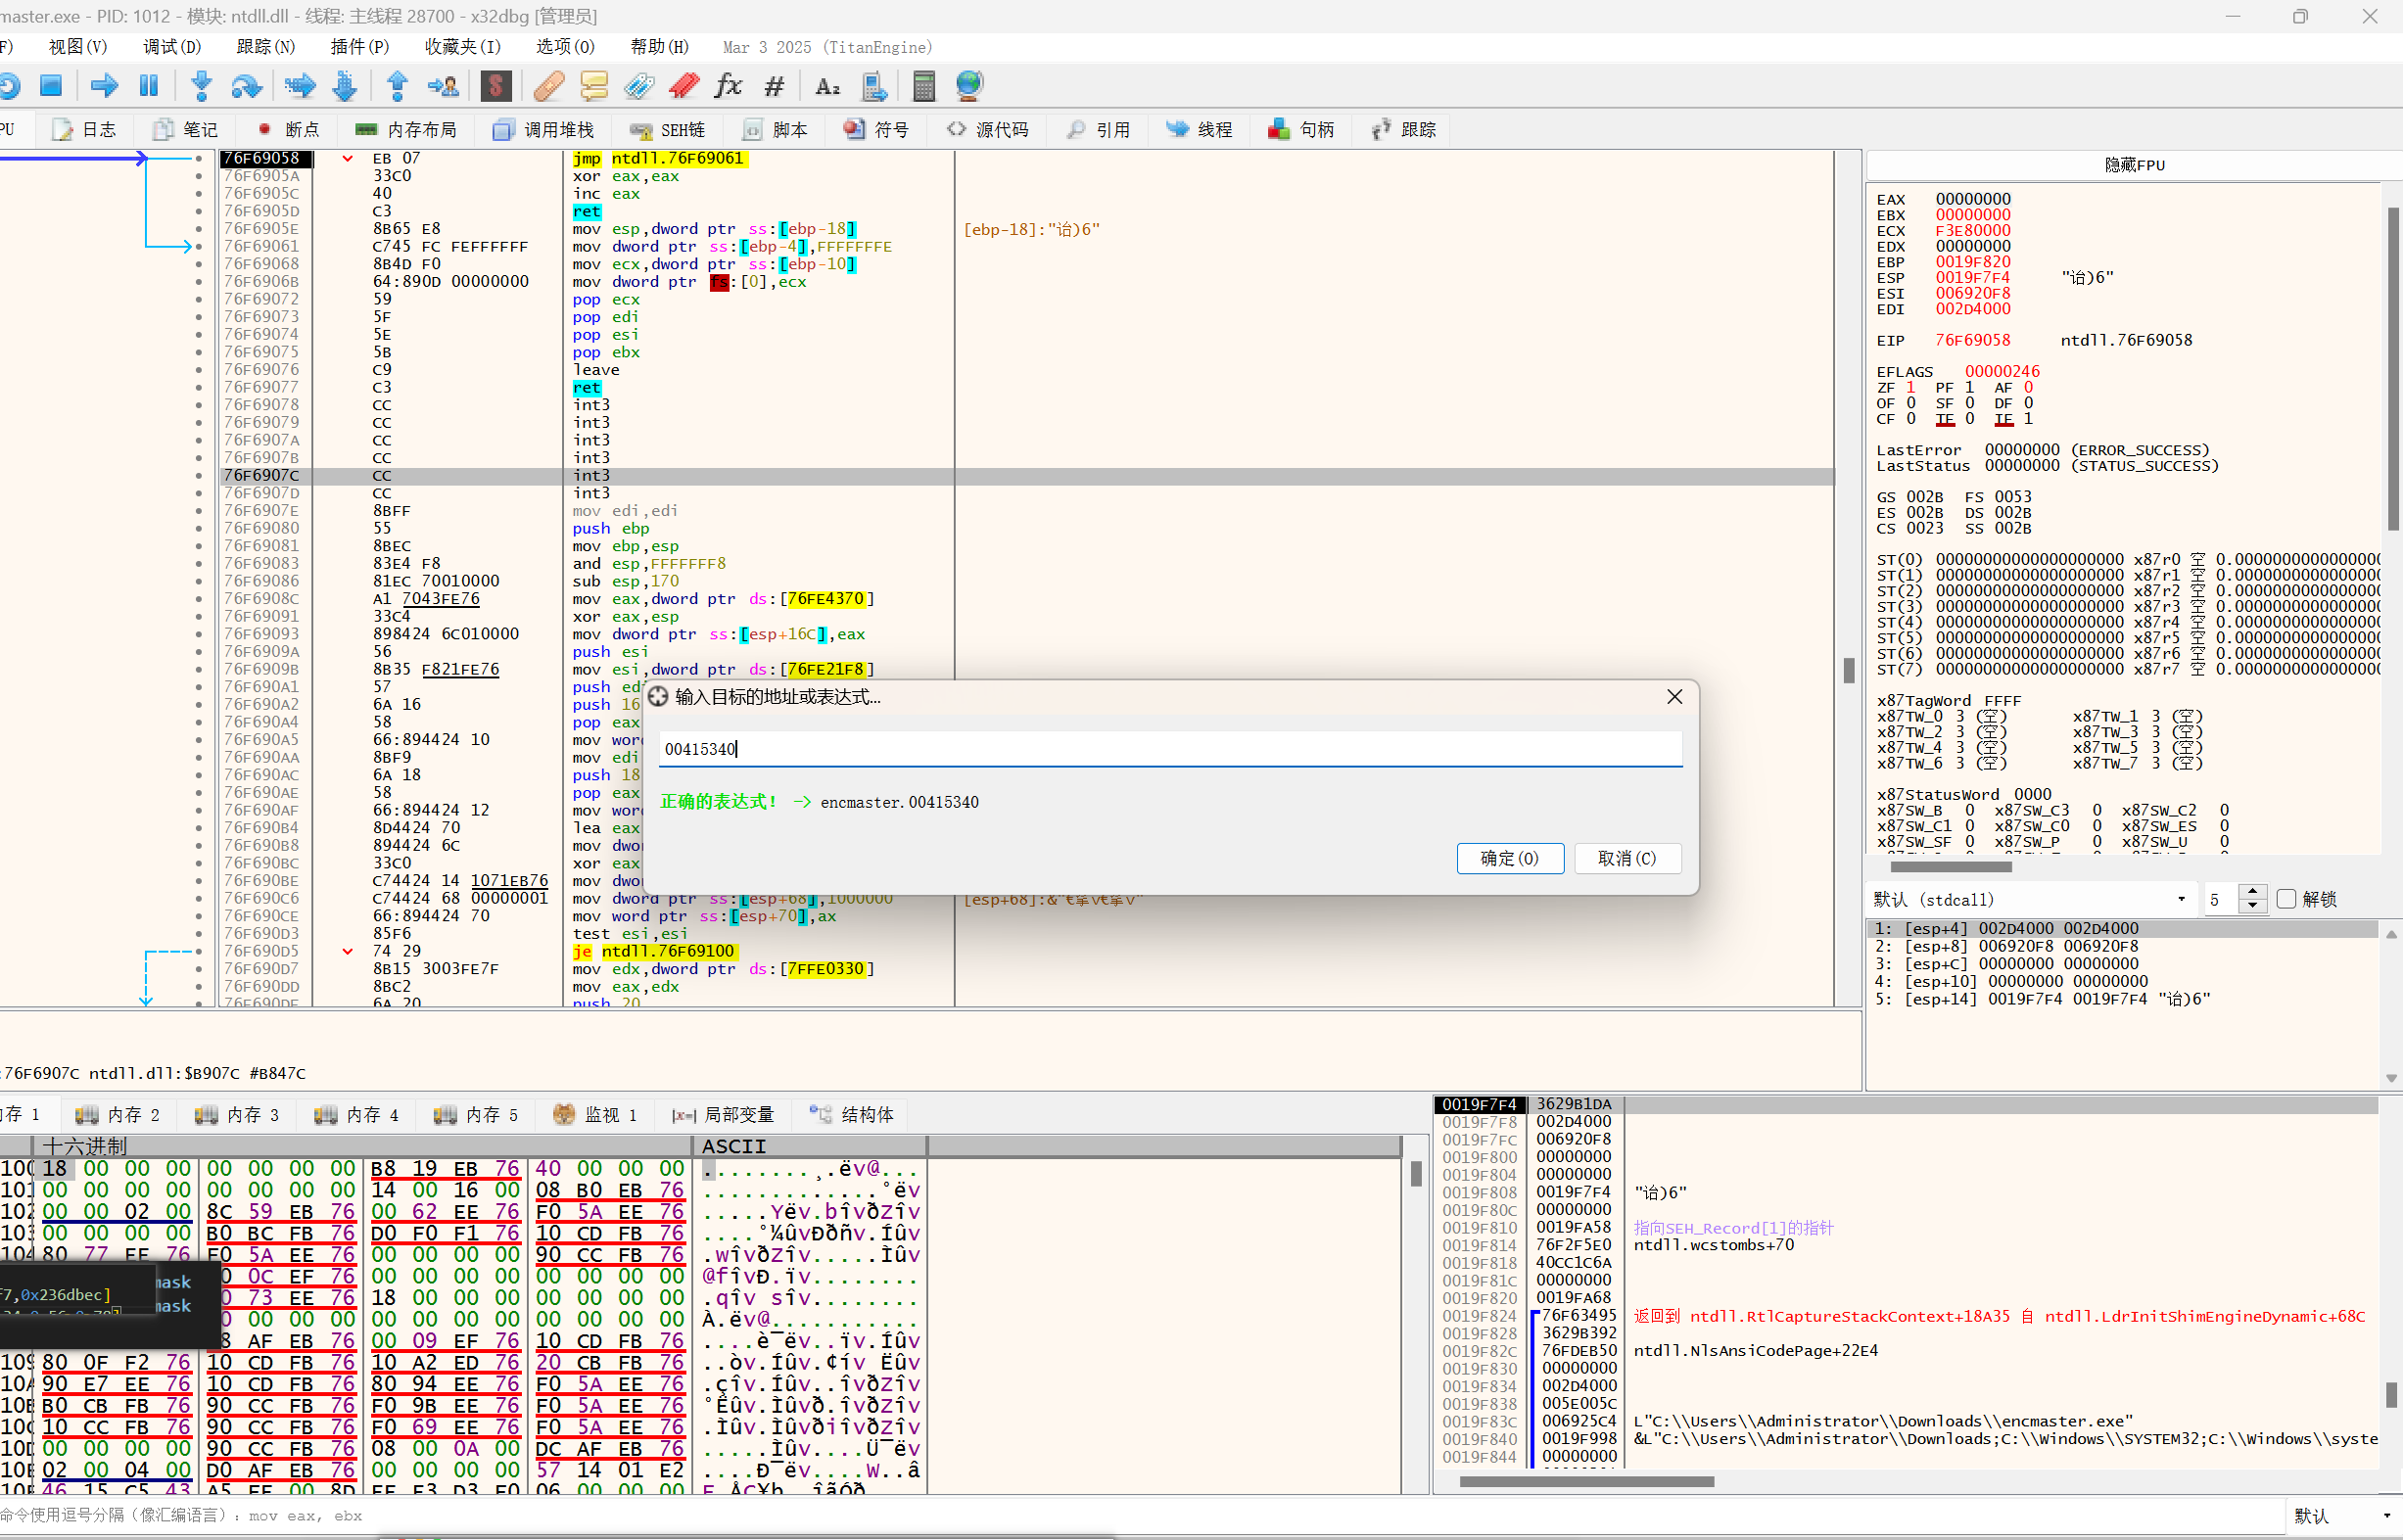 master.exe - PID: 1012 - 模块: ntdll.dll - 线程: 主线程 28700 - x32dbg [管理员]
F) 视图(V) 调试(D) 跟踪(N) 插件(P) 收藏夹(I) 选项(O) 帮助(H) Mar 3 2025 (TitanEngine)
PU 日志 笔记 断点 内存布局 调用堆栈 SEH链 脚本 符号 源代码 引用 线程 句柄 跟踪
76F69058 EB 07 jmp ntdll.76F69061
76F6905A 33C0 xor eax,eax
76F6905C 40 inc eax
76F6905D C3 ret
76F6905E 8B65 E8 mov esp,dword ptr ss:[ebp-18] [ebp-18]:"诒)6"
76F69061 C745 FC FEFFFFFF mov dword ptr ss:[ebp-4],FFFFFFFE
76F69068 8B4D F0 mov ecx,dword ptr ss:[ebp-10]
76F6906B 64:890D 00000000 mov dword ptr fs:[0],ecx
76F69072 59 pop ecx
76F69073 5F pop edi
76F69074 5E pop esi
76F69075 5B pop ebx
76F69076 C9 leave
76F69077 C3 ret
76F69078 CC int3
76F69079 CC int3
76F6907A CC int3
76F6907B CC int3
76F6907C CC int3
76F6907D CC int3
76F6907E 8BFF mov edi,edi
76F69080 55 push ebp
76F69081 8BEC mov ebp,esp
76F69083 83E4 F8 and esp,FFFFFFF8
76F69086 81EC 70010000 sub esp,170
76F6908C A1 7043FE76 mov eax,dword ptr ds:[76FE4370]
76F69091 33C4 xor eax,esp
76F69093 898424 6C010000 mov dword ptr ss:[esp+16C],eax
76F6909A 56 push esi
76F6909B 8B35 F821FE76 mov esi,dword ptr ds:[76FE21F8]
76F690A1 57 push edi
76F690A2 6A 16 push 16
76F690A4 58 pop eax
76F690A5 66:894424 10 mov word
76F690AA 8BF9 mov edi
76F690AC 6A 18 push 18
76F690AE 58 pop eax
76F690AF 66:894424 12 mov word
76F690B4 8D4424 70 lea eax
76F690B8 894424 6C mov dwo
76F690BC 33C0 xor eax
76F690BE C74424 14 1071EB76 mov dwo
76F690C6 C74424 68 00000001 mov dword ptr ss:[esp+68],1000000
76F690CE 66:894424 70 mov word ptr ss:[esp+70],ax
76F690D3 85F6 test esi,esi
76F690D5 74 29 je ntdll.76F69100
76F690D7 8B15 3003FE7F mov edx,dword ptr ds:[7FFE0330]
76F690DD 8BC2 mov eax,edx
76F690DF 6A 20 push 20
输入目标的地址或表达式...
00415340
正确的表达式! -> encmaster.00415340
确定(O) 取消(C)
隐藏FPU
EAX 00000000
EBX 00000000
ECX F3E80000
EDX 00000000
EBP 0019F820
ESP 0019F7F4 "诒)6"
ESI 006920F8
EDI 002D4000
EIP 76F69058 ntdll.76F69058
EFLAGS 00000246
ZF 1 PF 1 AF 0
OF 0 SF 0 DF 0
CF 0 TF 0 IF 1
LastError 00000000 (ERROR_SUCCESS)
LastStatus 00000000 (STATUS_SUCCESS)
GS 002B FS 0053
ES 002B DS 002B
CS 0023 SS 002B
ST(0) 00000000000000000000 x87r0 空 0.0000000000000000
ST(1) 00000000000000000000 x87r1 空 0.0000000000000000
ST(2) 00000000000000000000 x87r2 空 0.0000000000000000
ST(3) 00000000000000000000 x87r3 空 0.0000000000000000
ST(4) 00000000000000000000 x87r4 空 0.0000000000000000
ST(5) 00000000000000000000 x87r5 空 0.0000000000000000
ST(6) 00000000000000000000 x87r6 空 0.0000000000000000
ST(7) 00000000000000000000 x87r7 空 0.0000000000000000
x87TagWord FFFF
x87TW_0 3 (空) x87TW_1 3 (空)
x87TW_2 3 (空) x87TW_3 3 (空)
x87TW_4 3 (空) x87TW_5 3 (空)
x87TW_6 3 (空) x87TW_7 3 (空)
x87StatusWord 0000
x87SW_B 0 x87SW_C3 0 x87SW_C2 0
x87SW_C1 0 x87SW_C0 0 x87SW_ES 0
x87SW_SF 0 x87SW_P 0 x87SW_U 0
默认 (stdcall) 5 解锁
1: [esp+4] 002D4000 002D4000
2: [esp+8] 006920F8 006920F8
3: [esp+C] 00000000 00000000
4: [esp+10] 00000000 00000000
5: [esp+14] 0019F7F4 0019F7F4 "诒)6"
:76F6907C ntdll.dll:$B907C #B847C
内存 1 内存 2 内存 3 内存 4 内存 5 监视 1 局部变量 结构体
十六进制 ASCII
100 18 00 00 00 00 00 00 00 B8 19 EB 76 40 00 00 00 ........¸.ëv@...
101 00 00 00 00 00 00 00 00 14 00 16 00 08 B0 EB 76 .............°ëv
102 00 00 02 00 8C 59 EB 76 00 62 EE 76 F0 5A EE 76 .....Yëv.bîvðZîv
103 00 00 00 00 B0 BC FB 76 D0 F0 F1 76 10 CD FB 76 ....°¼ûvÐðñv.Íûv
104 80 77 EE 76 F0 5A EE 76 00 00 00 00 90 CC FB 76 .wîvðZîv.....Ìûv
0 0C EF 76 00 00 00 00 00 00 00 00 @fîvÐ.ïv........
0 73 EE 76 18 00 00 00 00 00 00 00 .qîv sîv........
0 00 00 00 00 00 00 00 00 00 00 00 À.ëv@...........
8 AF EB 76 00 09 EF 76 10 CD FB 76 ....è¯ëv..ïv.Íûv
109 80 0F F2 76 10 CD FB 76 10 A2 ED 76 20 CB FB 76 ..òv.Íûv.¢ív Ëûv
10A 90 E7 EE 76 10 CD FB 76 80 94 EE 76 F0 5A EE 76 .çîv.Íûv..îvðZîv
10B B0 CB FB 76 90 CC FB 76 F0 9B EE 76 F0 5A EE 76 °Ëûv.Ìûvð.îvðZîv
10C 10 CC FB 76 90 CC FB 76 F0 69 EE 76 F0 5A EE 76 .Ìûv.ÌûvðiîvðZîv
10D 00 00 00 00 90 CC FB 76 08 00 0A 00 DC AF EB 76 .....Ìûv....Ü¯ëv
10E 02 00 04 00 D0 AF EB 76 00 00 00 00 57 14 01 E2 ....Ð¯ëv....W..â
mask
f7,0x236dbec]
mask
0019F7F4 3629B1DA
0019F7F8 002D4000
0019F7FC 006920F8
0019F800 00000000
0019F804 00000000
0019F808 0019F7F4 "诒)6"
0019F80C 00000000
0019F810 0019FA58 指向SEH_Record[1]的指针
0019F814 76F2F5E0 ntdll.wcstombs+70
0019F818 40CC1C6A
0019F81C 00000000
0019F820 0019FA68
0019F824 76F63495 返回到 ntdll.RtlCaptureStackContext+18A35 自 ntdll.LdrInitShimEngineDynamic+68C
0019F828 3629B392
0019F82C 76FDEB50 ntdll.NlsAnsiCodePage+22E4
0019F830 00000000
0019F834 002D4000
0019F838 005E005C
0019F83C 006925C4 L"C:\\Users\\Administrator\\Downloads\\encmaster.exe"
0019F840 0019F998 &L"C:\\Users\\Administrator\\Downloads;C:\\Windows\\SYSTEM32;C:\\Windows\\syste
0019F844 00000000
命令使用逗号分隔（像汇编语言）: mov eax, ebx 默认